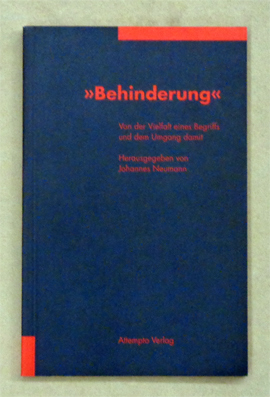 »Behinderung«
Von der Vielfalt eines Begriffs
und dem Umgang damit
Herausgegeben von
Johannes Neumann
Attempto Verlag